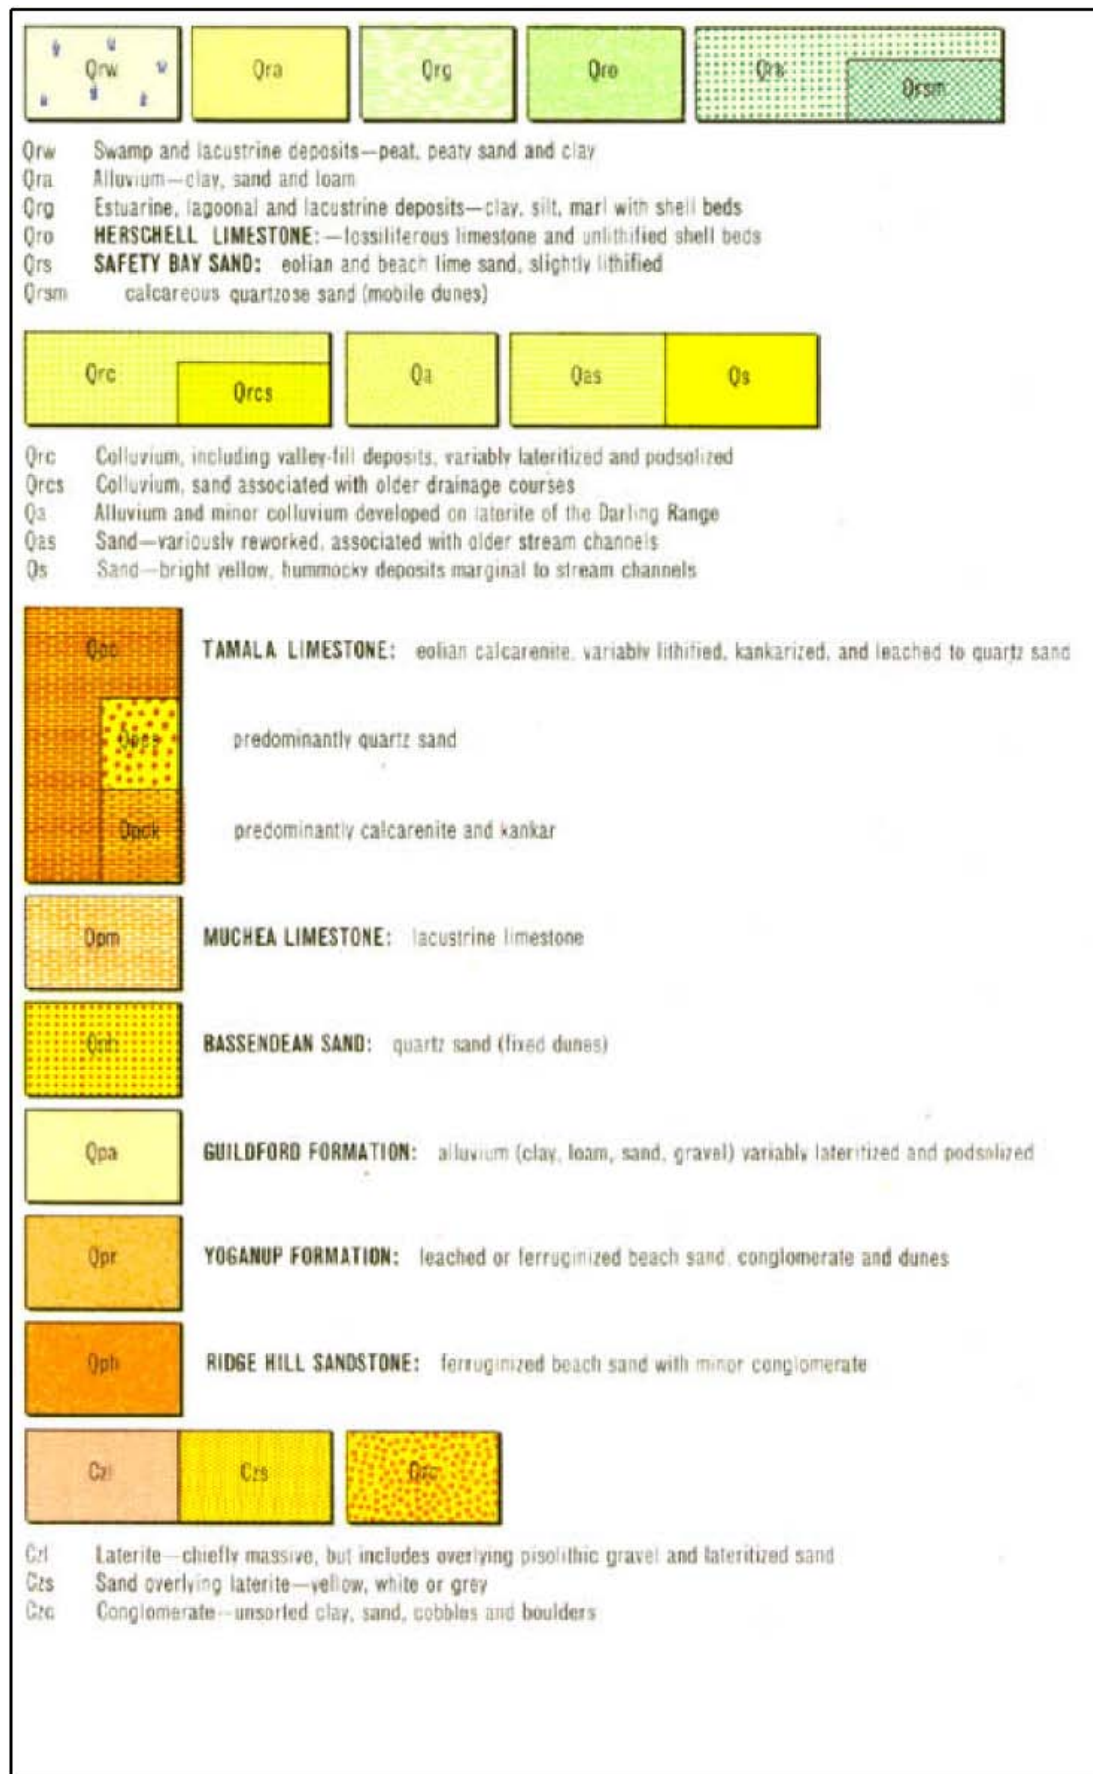 Qrw Qra Qrg Qro Qrs Qrsm
Qrw Swamp and lacustrine deposits—peat, peaty sand and clay
Qra Alluvium—clay, sand and loam
Qrg Estuarine, lagoonal and lacustrine deposits—clay, silt, marl with shell beds
Qro HERSCHELL LIMESTONE:—fossiliferous limestone and unlithified shell beds
Qrs SAFETY BAY SAND: eolian and beach lime sand, slightly lithified
Qrsm calcareous quartzose sand (mobile dunes)
Qrc Qrcs Qa Qas Qs
Qrc Colluvium, including valley-fill deposits, variably lateritized and podsolized
Qrcs Colluvium, sand associated with older drainage courses
Qa Alluvium and minor colluvium developed on laterite of the Darling Range
Qas Sand—variously reworked, associated with older stream channels
Qs Sand—bright yellow, hummocky deposits marginal to stream channels
TAMALA LIMESTONE: eolian calcarenite, variably lithified, kankarized, and leached to quartz sand
predominantly quartz sand
Qpck predominantly calcarenite and kankar
Qpm MUCHEA LIMESTONE: lacustrine limestone
BASSENDEAN SAND: quartz sand (fixed dunes)
Qpa GUILDFORD FORMATION: alluvium (clay, loam, sand, gravel) variably lateritized and podsolized
Qpr YOGANUP FORMATION: leached or ferruginized beach sand, conglomerate and dunes
Qph RIDGE HILL SANDSTONE: ferruginized beach sand with minor conglomerate
Czl Czs
Czl Laterite—chiefly massive, but includes overlying pisolithic gravel and lateritized sand
Czs Sand overlying laterite—yellow, white or grey
Czc Conglomerate—unsorted clay, sand, cobbles and boulders